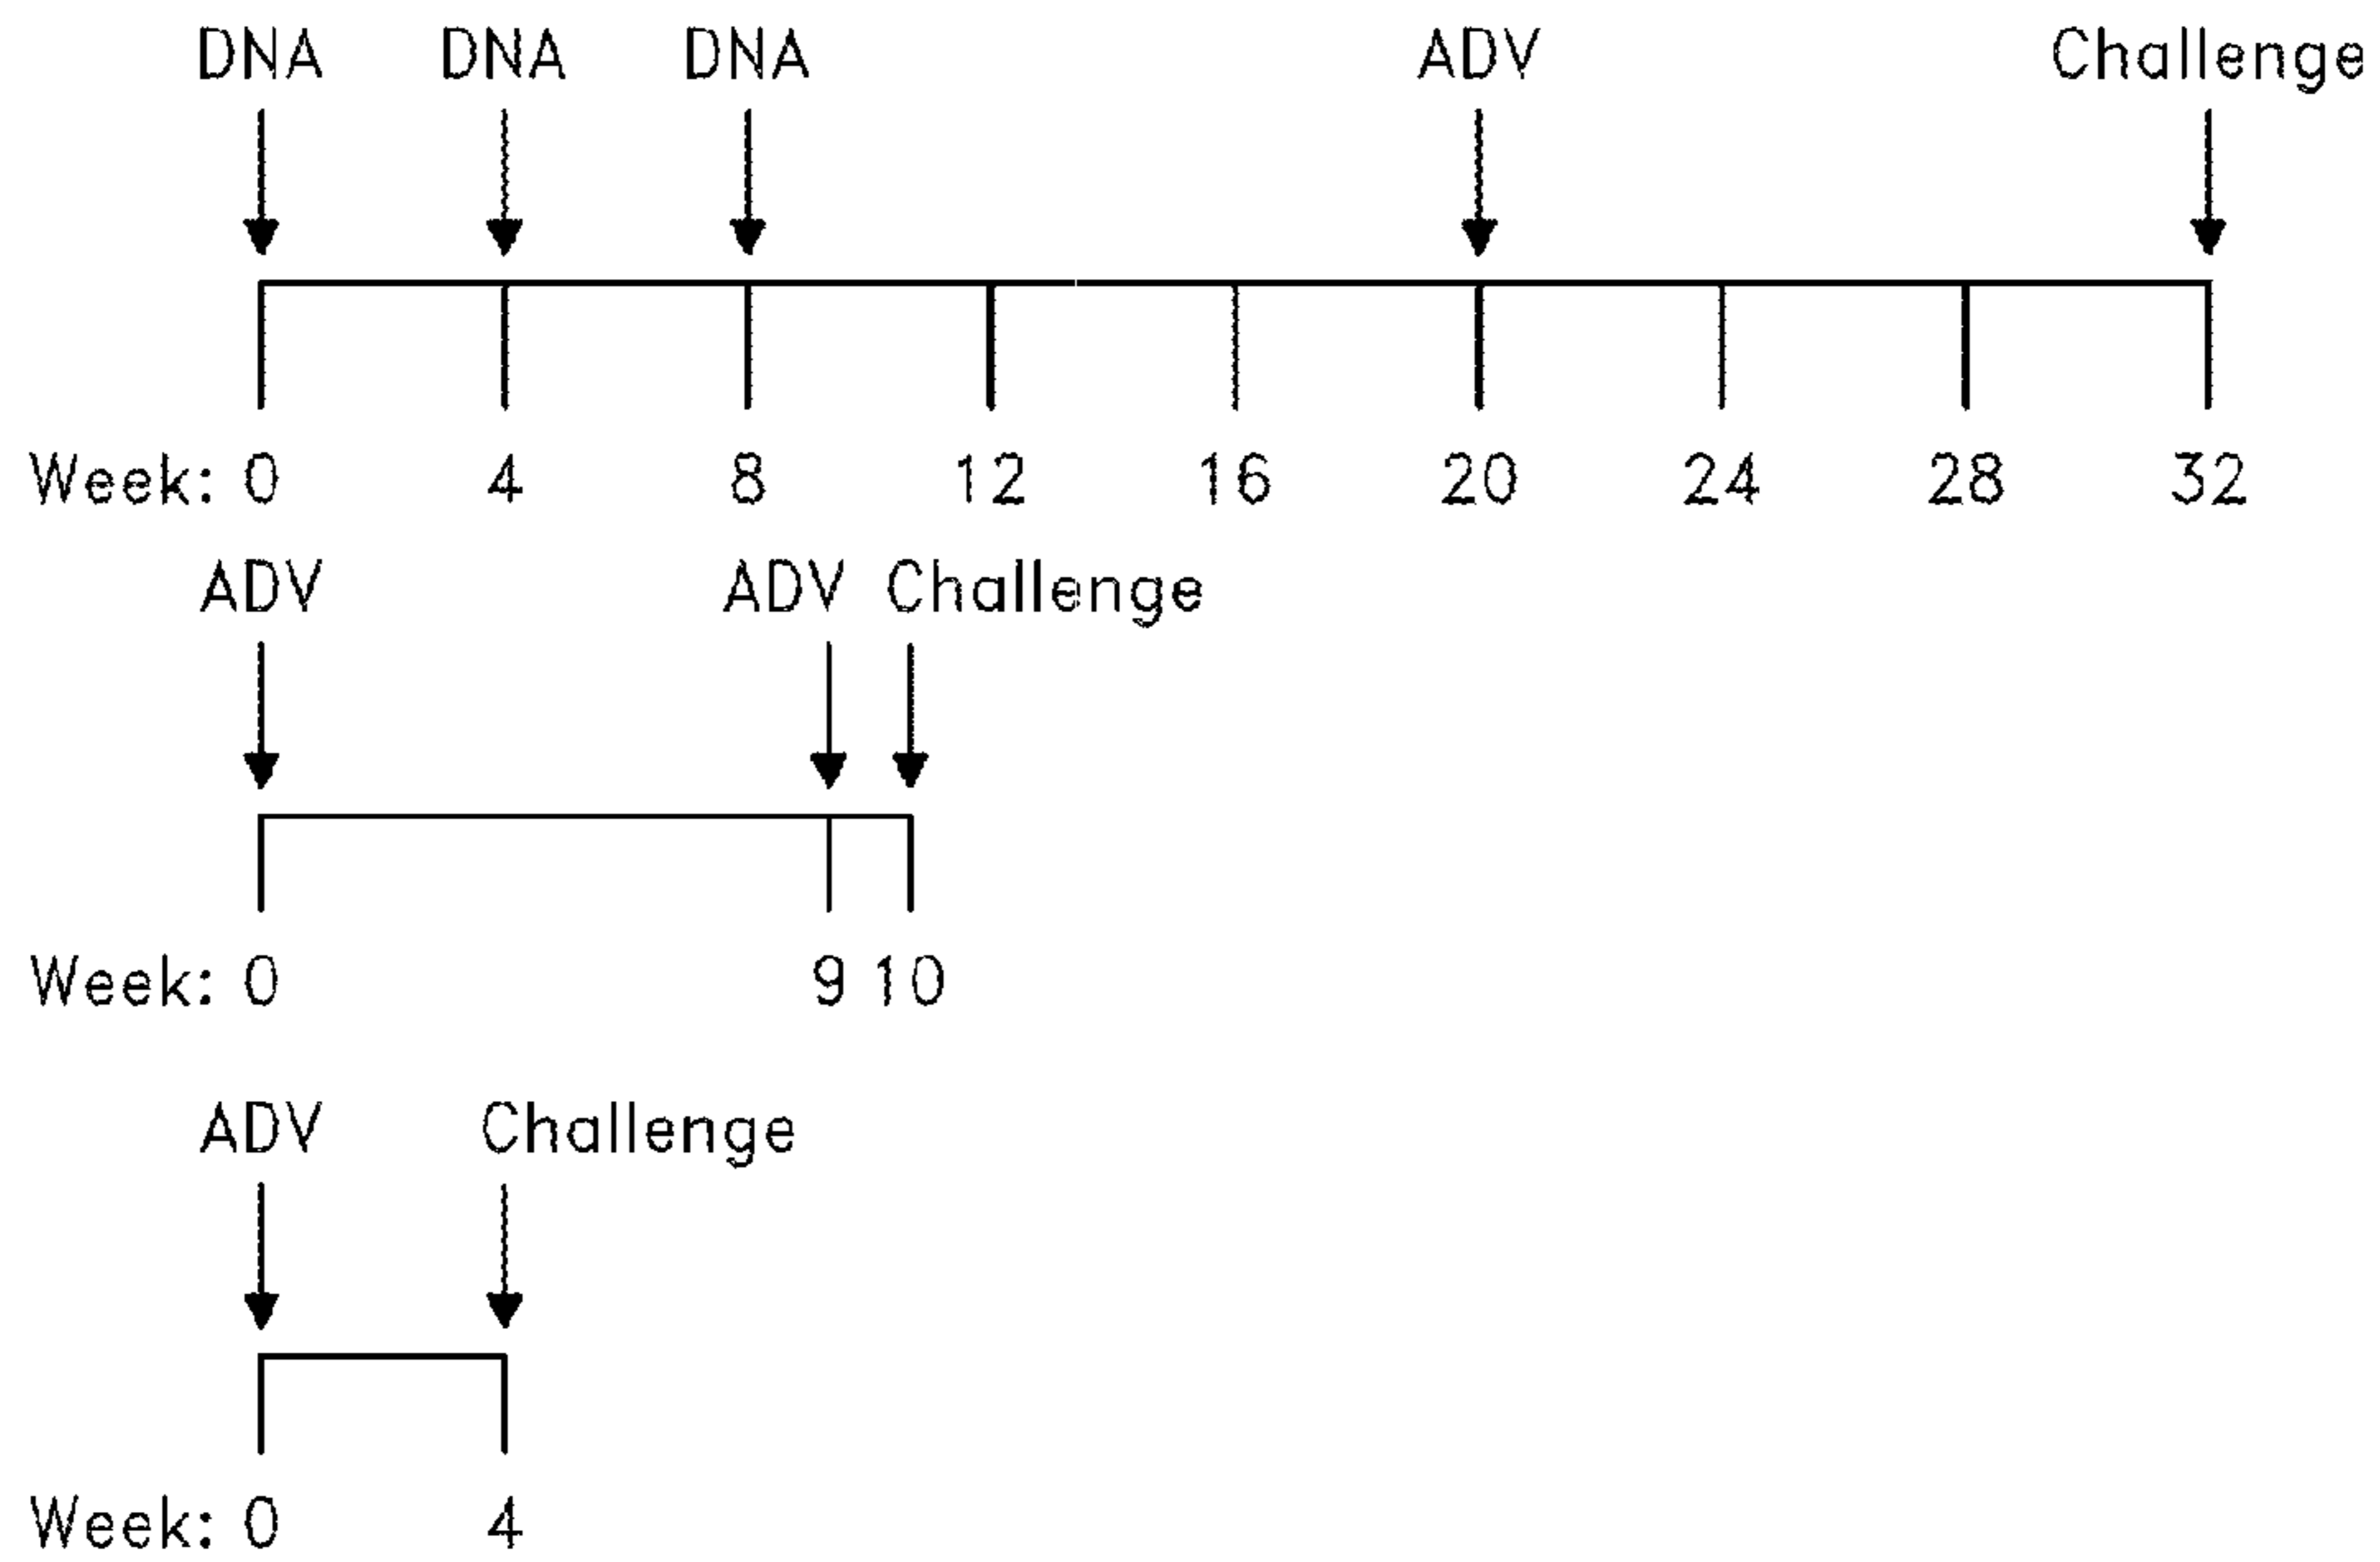 DNA DNA DNA ADV Challenge
Week: 0 4 8 12 16 20 24 28 32
ADV ADV Challenge
Week: 0 9 10
ADV Challenge
Week: 0 4